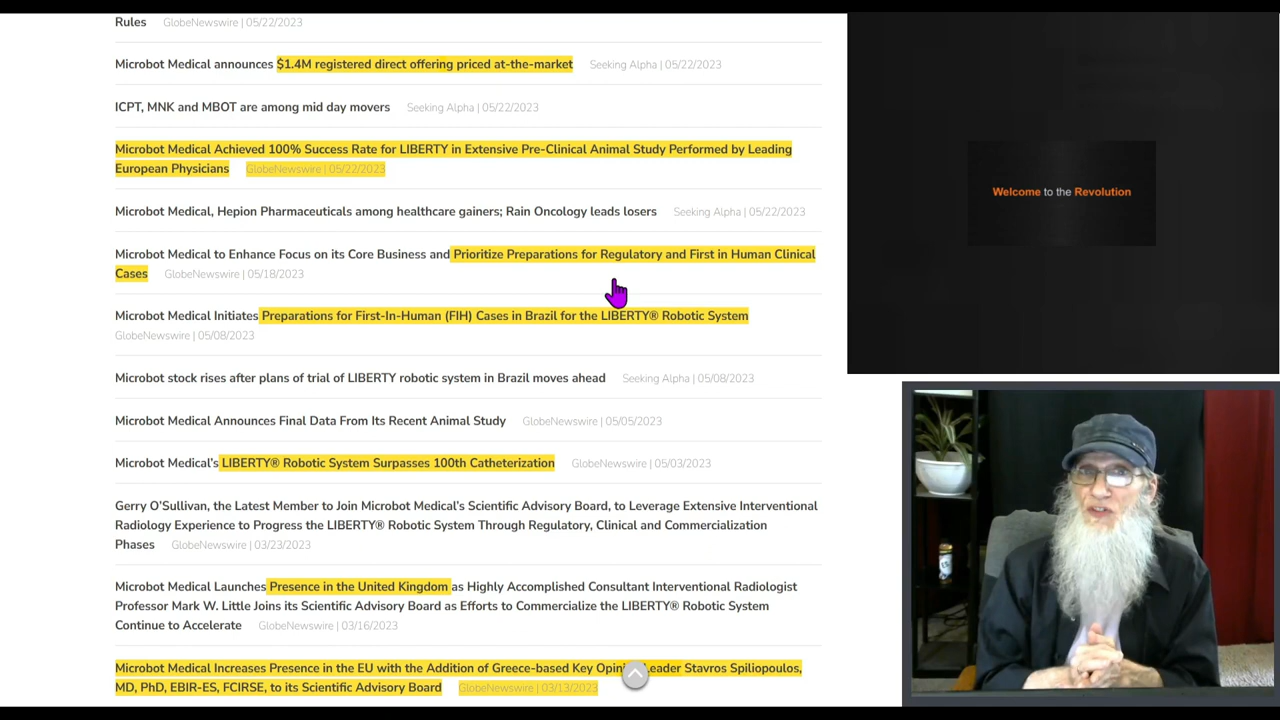 Rules GlobeNewswire | 05/22/2023
Microbot Medical announces $1.4M registered direct offering priced at-the-market Seeking Alpha | 05/22/2023
ICPT, MNK and MBOT are among mid day movers Seeking Alpha | 05/22/2023
Microbot Medical Achieved 100% Success Rate for LIBERTY in Extensive Pre-Clinical Animal Study Performed by Leading
European Physicians GlobeNewswire | 05/22/2023
Microbot Medical, Hepion Pharmaceuticals among healthcare gainers; Rain Oncology leads losers Seeking Alpha | 05/22/2023
Microbot Medical to Enhance Focus on its Core Business and Prioritize Preparations for Regulatory and First in Human Clinical
Cases GlobeNewswire | 05/18/2023
Microbot Medical Initiates Preparations for First-In-Human (FIH) Cases in Brazil for the LIBERTY® Robotic System
GlobeNewswire | 05/08/2023
Microbot stock rises after plans of trial of LIBERTY robotic system in Brazil moves ahead Seeking Alpha | 05/08/2023
Microbot Medical Announces Final Data From Its Recent Animal Study GlobeNewswire | 05/05/2023
Microbot Medical's LIBERTY® Robotic System Surpasses 100th Catheterization GlobeNewswire | 05/03/2023
Gerry O'Sullivan, the Latest Member to Join Microbot Medical's Scientific Advisory Board, to Leverage Extensive Interventional
Radiology Experience to Progress the LIBERTY® Robotic System Through Regulatory, Clinical and Commercialization
Phases GlobeNewswire | 03/23/2023
Microbot Medical Launches Presence in the United Kingdom as Highly Accomplished Consultant Interventional Radiologist
Professor Mark W. Little Joins its Scientific Advisory Board as Efforts to Commercialize the LIBERTY® Robotic System
Continue to Accelerate GlobeNewswire | 03/16/2023
Microbot Medical Increases Presence in the EU with the Addition of Greece-based Key Opinion Leader Stavros Spiliopoulos,
MD, PhD, EBIR-ES, FCIRSE, to its Scientific Advisory Board GlobeNewswire | 03/13/2023
Welcome to the Revolution